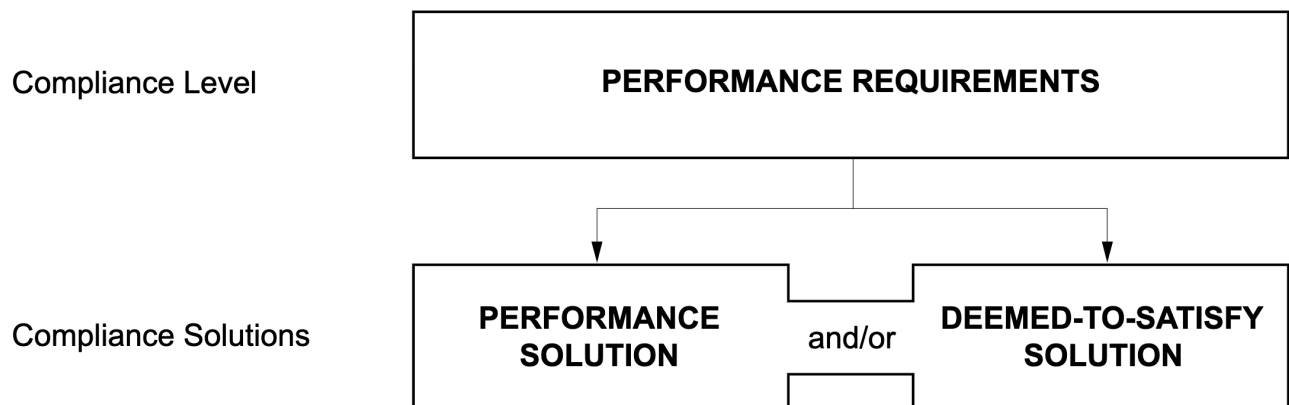 Compliance Level
PERFORMANCE REQUIREMENTS
Compliance Solutions
PERFORMANCE
SOLUTION
and/or
DEEMED-TO-SATISFY
SOLUTION